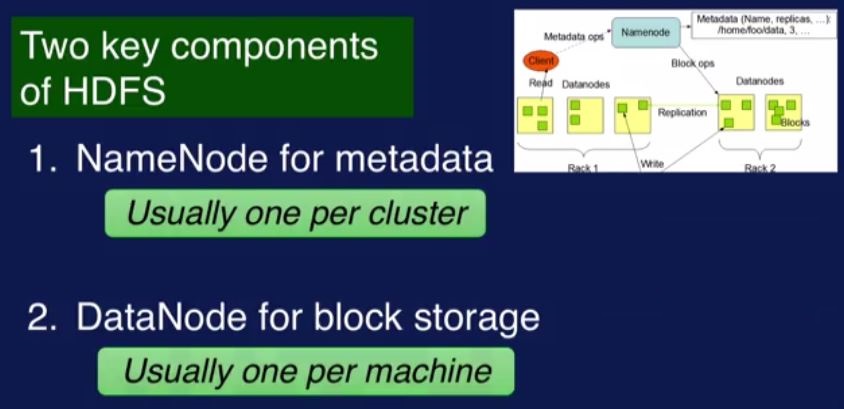 Two key components
of HDFS
1. NameNode for metadata
Usually one per cluster
2. DataNode for block storage
Usually one per machine
Metadata (Name, replicas, ...):
/home/foo/data, 3, ...
Metadata ops
Namenode
Client
Block ops
Read
Datanodes
Datanodes
Replication
Blocks
Rack 1
Write
Rack 2